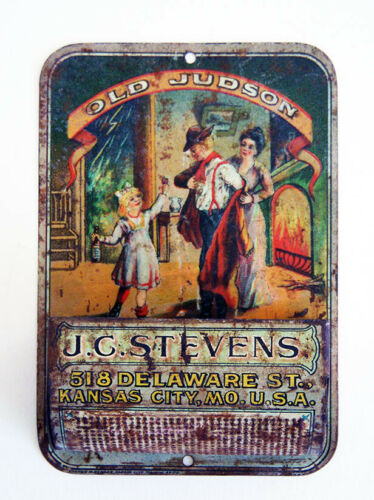 OLD JUDSON
J.C. STEVENS
518 DELAWARE ST.,
KANSAS CITY, MO. U.S.A.